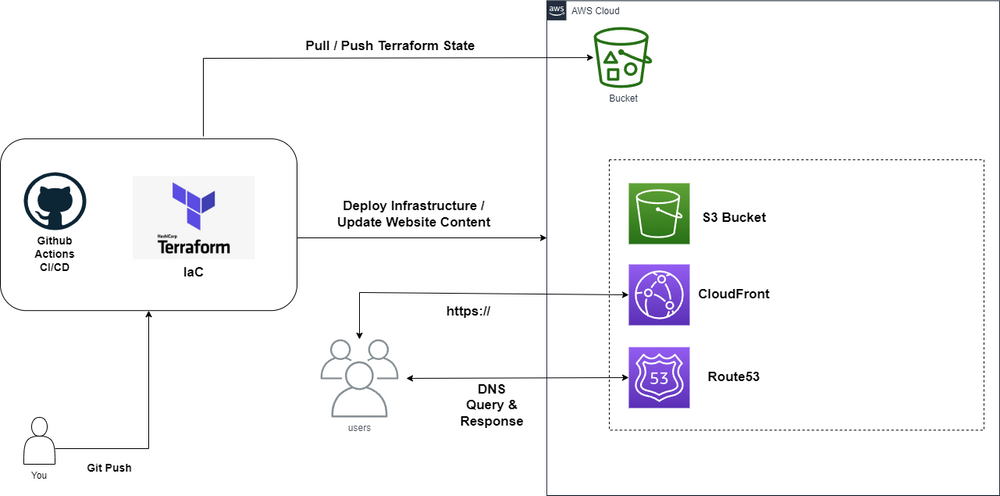 aws
AWS Cloud
Pull / Push Terraform State
Bucket
Github
Actions
CI/CD
HashiCorp
Terraform
IaC
Deploy Infrastructure /
Update Website Content
S3 Bucket
CloudFront
https://
53
Route53
DNS
Query &
Response
users
You
Git Push